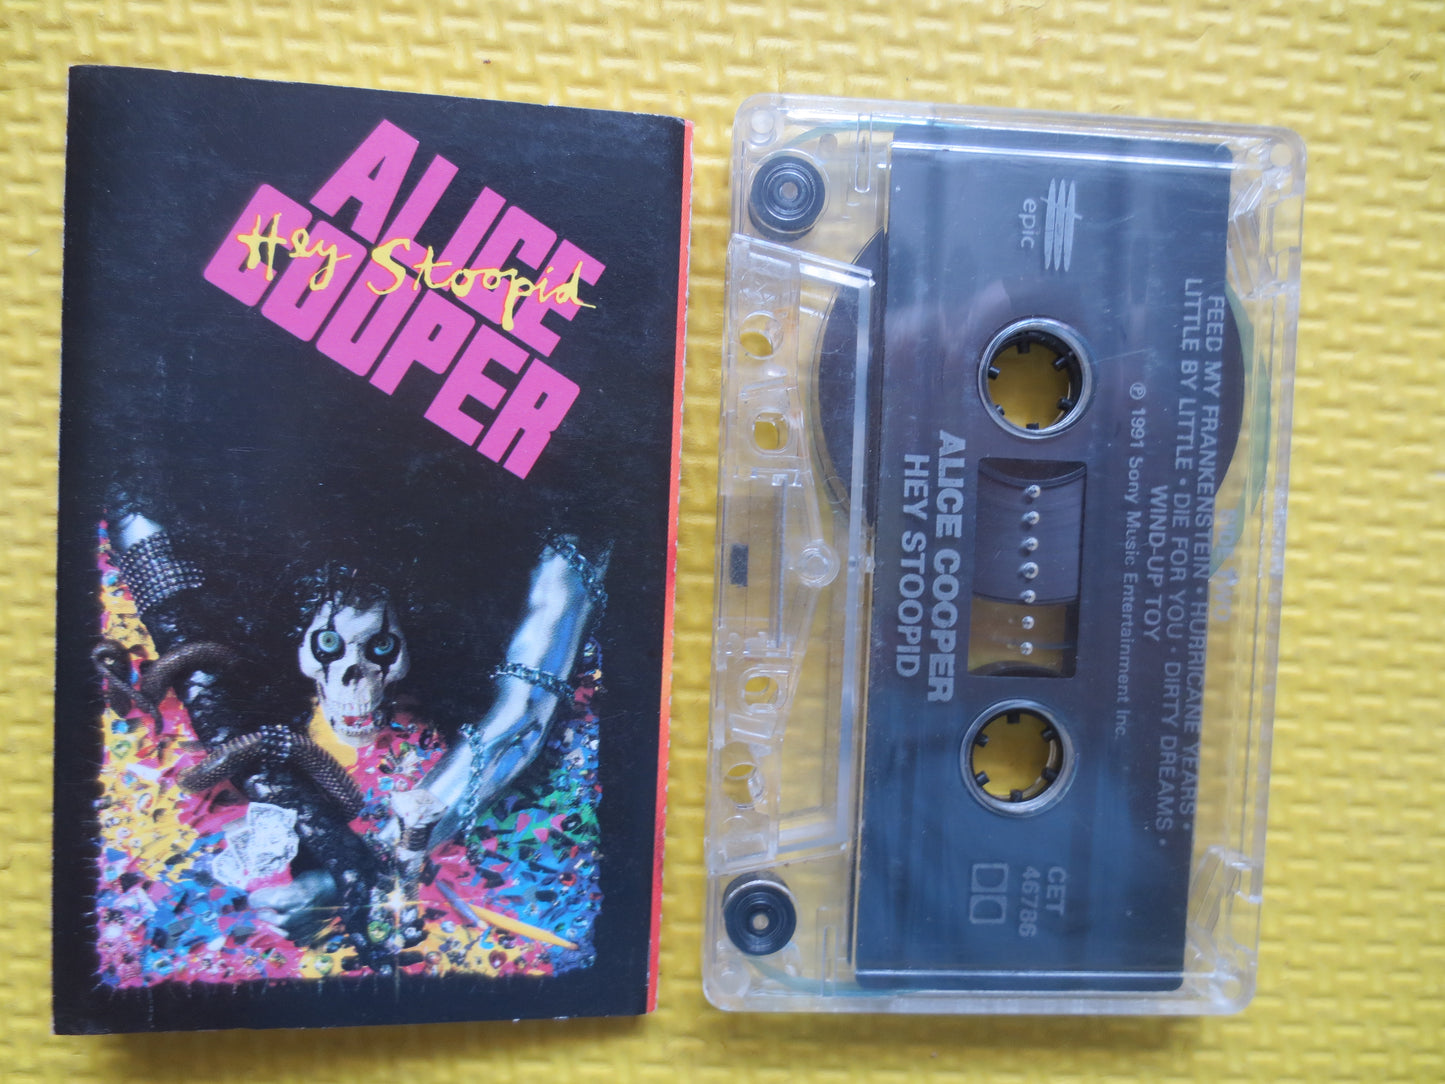 ALICE
COOPER
Hey Stoopid
epic
ALICE COOPER
HEY STOOPID
℗ 1991 Sony Music Entertainment Inc.
FEED MY FRANKENSTEIN • HURRICANE YEARS •
LITTLE BY LITTLE • DIE FOR YOU • DIRTY DREAMS •
WIND-UP TOY
CET
46786